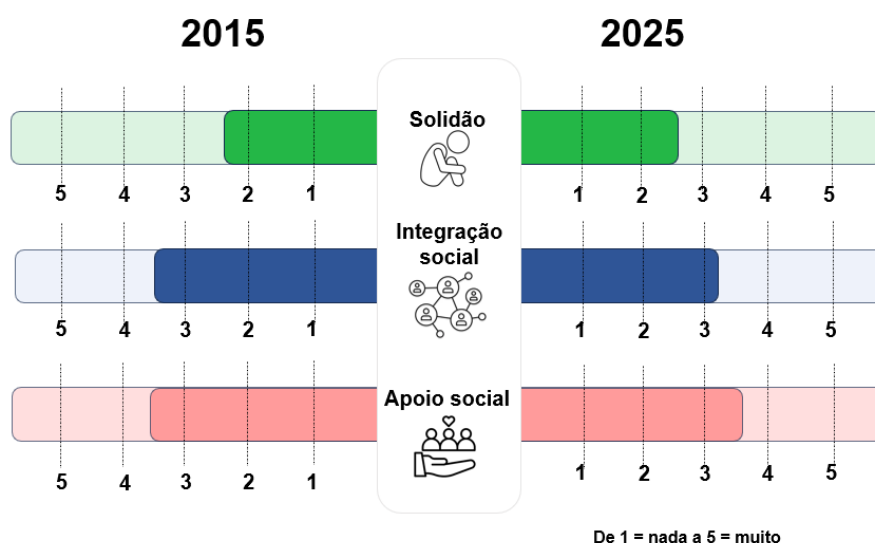 2015
2025
Solidão
5 4 3 2 1
1 2 3 4 5
Integração
social
5 4 3 2 1
1 2 3 4 5
Apoio social
5 4 3 2 1
1 2 3 4 5
De 1 = nada a 5 = muito